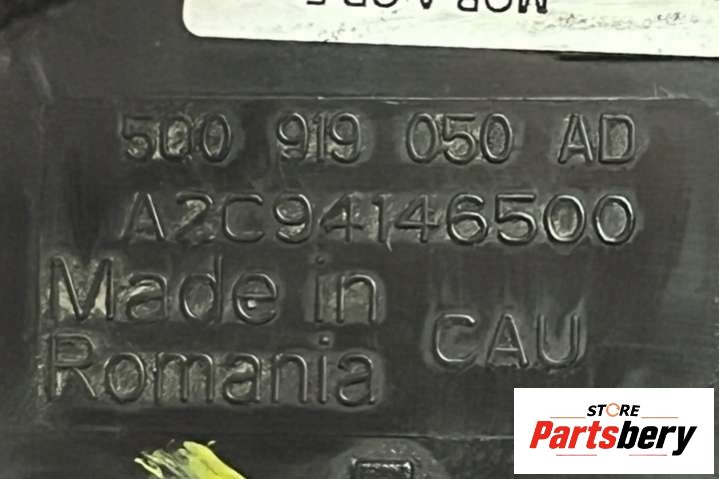 5Q0 919 050 AD
A2C94146500
Made in
Romania
CAU
STORE
Partsbery